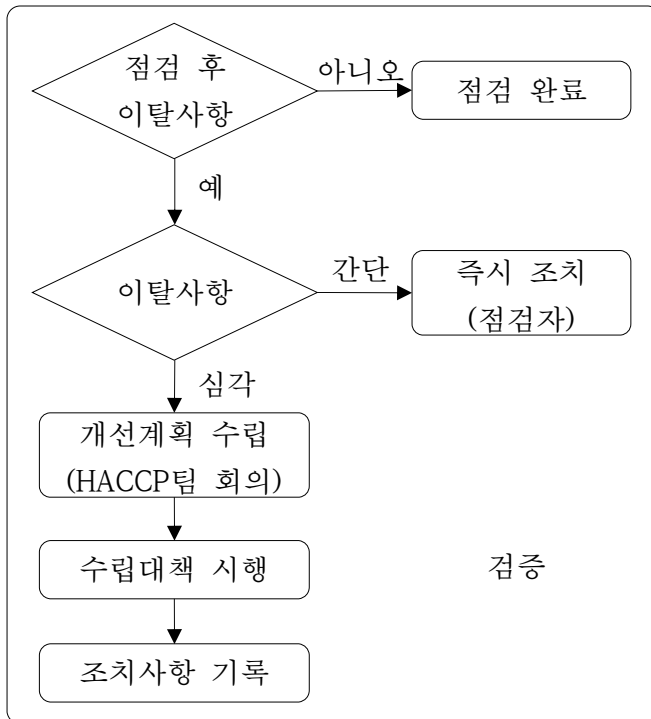 점검 후
이탈사항
아니오
점검 완료
예
이탈사항
간단
즉시 조치
(점검자)
심각
개선계획 수립
(HACCP팀 회의)
수립대책 시행
검증
조치사항 기록